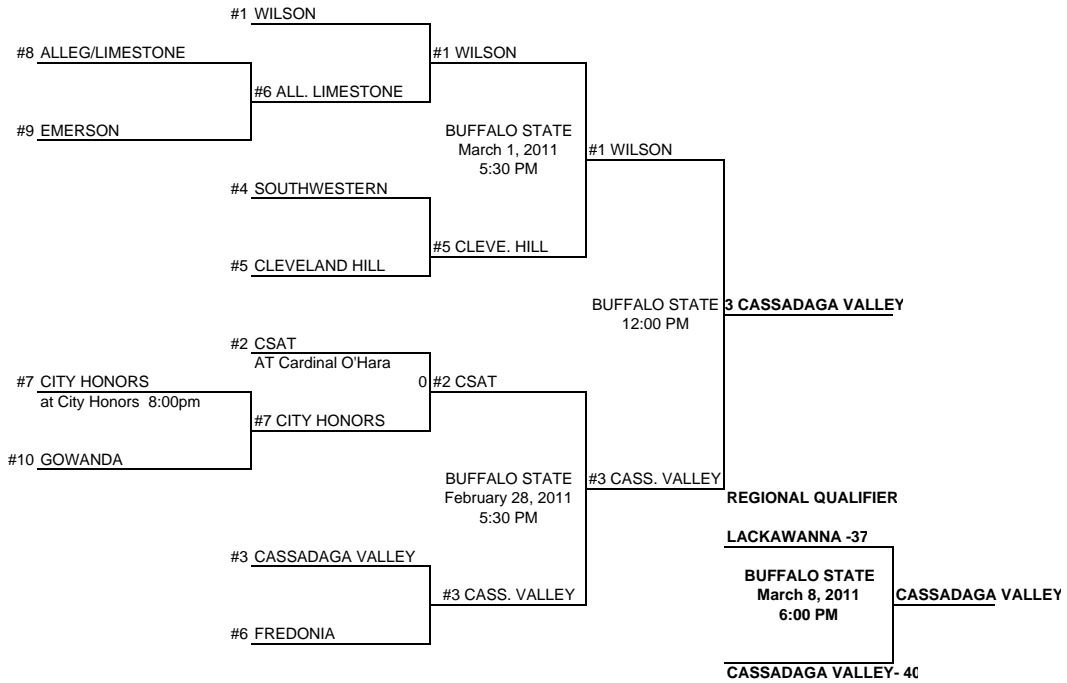 #1 WILSON
#8 ALLEG/LIMESTONE
#1 WILSON
#6 ALL. LIMESTONE
#9 EMERSON
BUFFALO STATE
March 1, 2011
5:30 PM
#1 WILSON
#4 SOUTHWESTERN
#5 CLEVE. HILL
#5 CLEVELAND HILL
BUFFALO STATE
12:00 PM
3 CASSADAGA VALLEY
#2 CSAT
AT Cardinal O'Hara
#7 CITY HONORS
at City Honors 8:00pm
0 #2 CSAT
#7 CITY HONORS
#10 GOWANDA
BUFFALO STATE
February 28, 2011
5:30 PM
#3 CASS. VALLEY
REGIONAL QUALIFIER
LACKAWANNA -37
#3 CASSADAGA VALLEY
BUFFALO STATE
March 8, 2011
6:00 PM
CASSADAGA VALLEY
#3 CASS. VALLEY
#6 FREDONIA
CASSADAGA VALLEY- 40